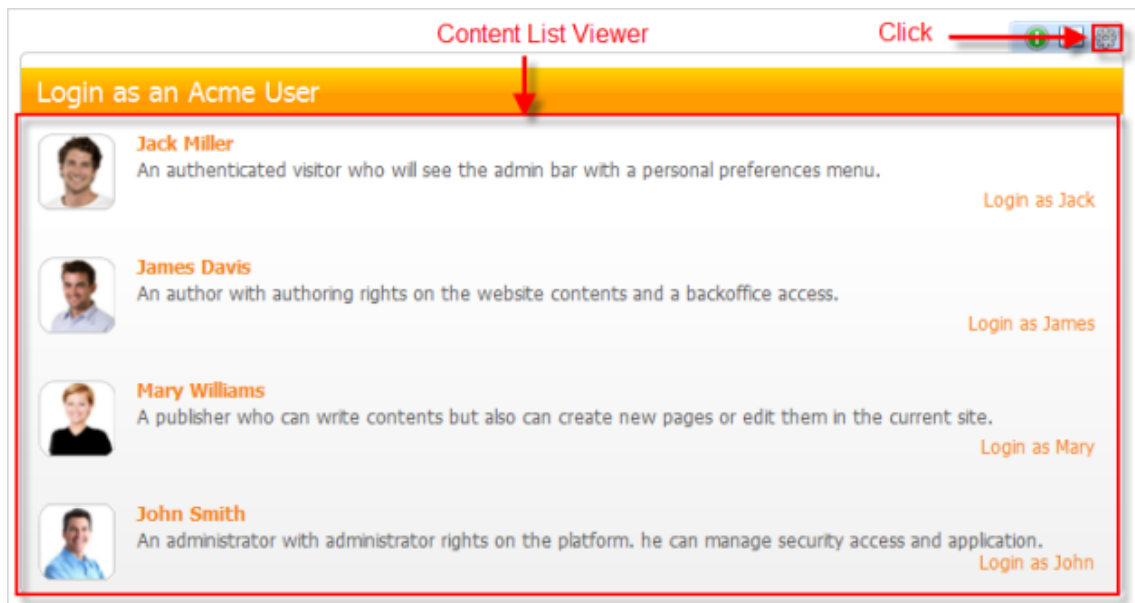 Content List Viewer
Click
Login as an Acme User
Jack Miller
An authenticated visitor who will see the admin bar with a personal preferences menu.
Login as Jack
James Davis
An author with authoring rights on the website contents and a backoffice access.
Login as James
Mary Williams
A publisher who can write contents but also can create new pages or edit them in the current site.
Login as Mary
John Smith
An administrator with administrator rights on the platform. he can manage security access and application.
Login as John